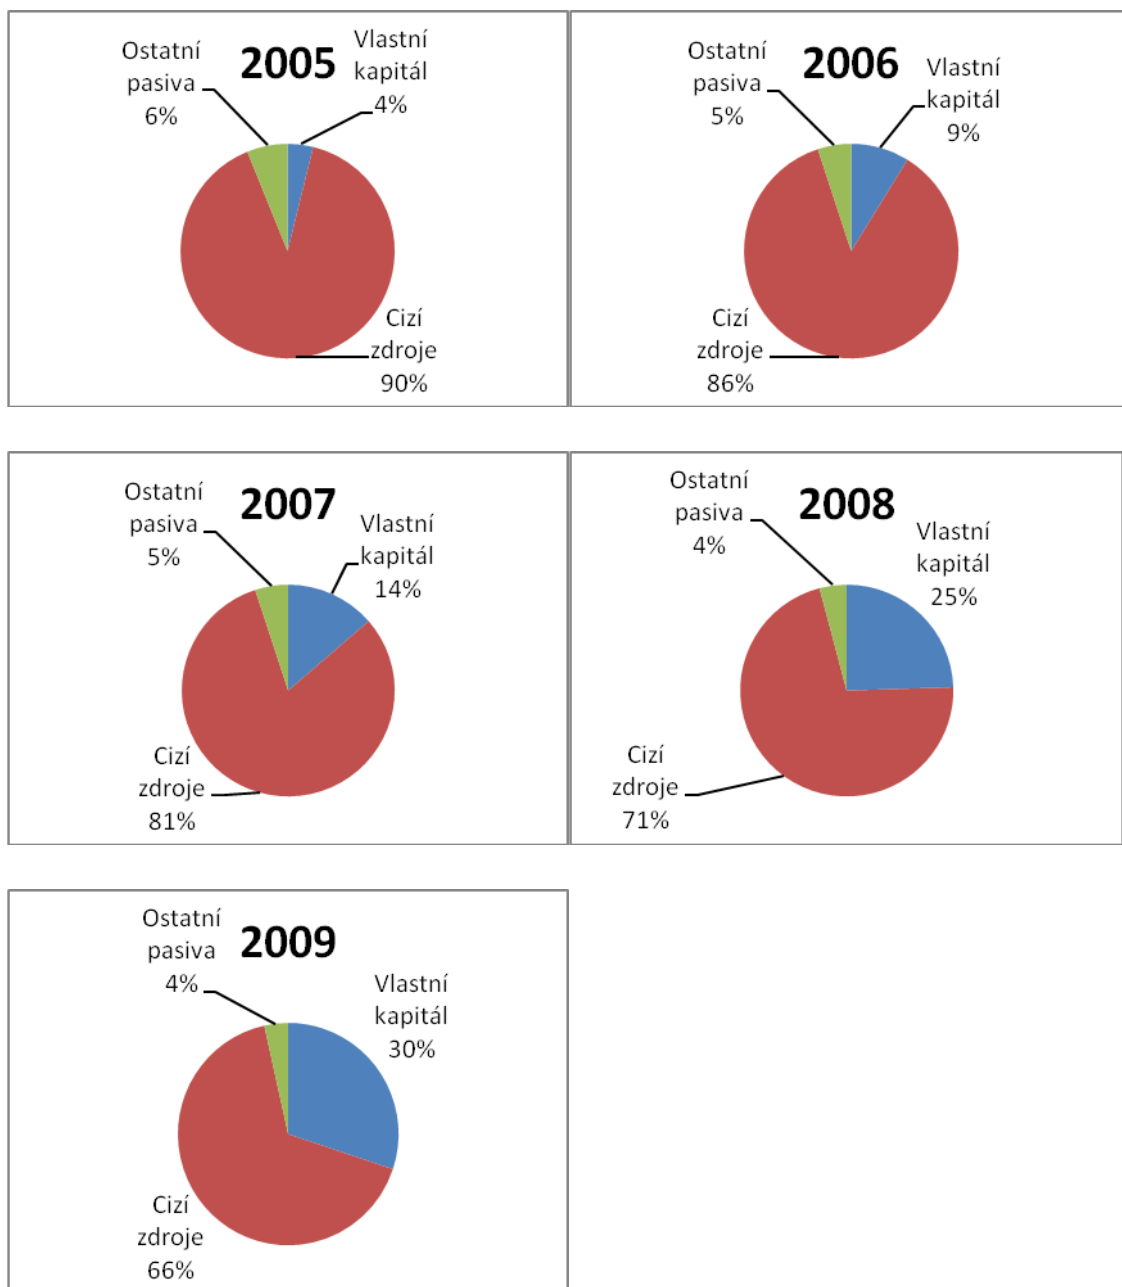 2005
Ostatní
pasiva
6%
Vlastní
kapitál
4%
Cizí
zdroje
90%
2006
Ostatní
pasiva
5%
Vlastní
kapitál
9%
Cizí
zdroje
86%
2007
Ostatní
pasiva
5%
Vlastní
kapitál
14%
Cizí
zdroje
81%
2008
Ostatní
pasiva
4%
Vlastní
kapitál
25%
Cizí
zdroje
71%
2009
Ostatní
pasiva
4%
Vlastní
kapitál
30%
Cizí
zdroje
66%